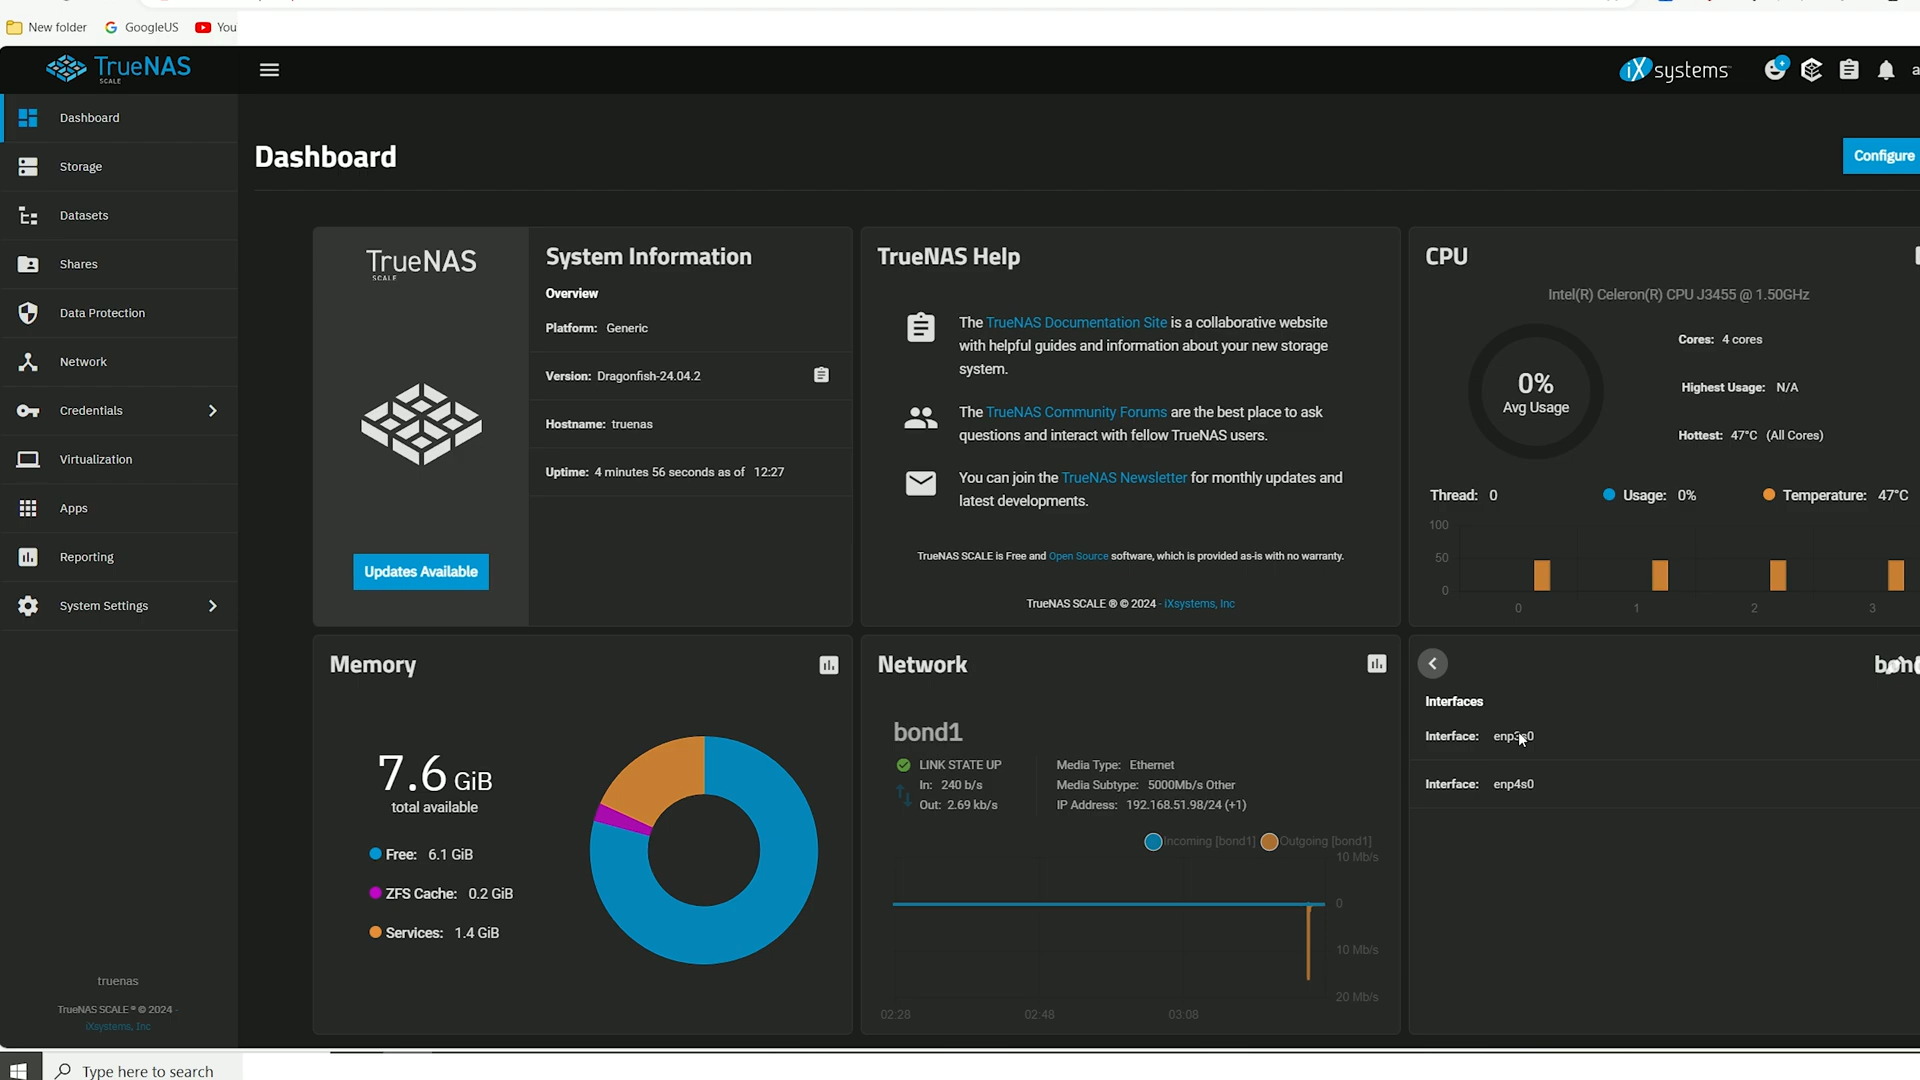 New folder
GoogleUS
You
TrueNAS
SCALE
iXsystems
Dashboard
Storage
Datasets
Shares
Data Protection
Network
Credentials
Virtualization
Apps
Reporting
System Settings
truenas
TrueNAS SCALE ® © 2024 -
iXsystems, Inc
Dashboard
Configure
TrueNAS
SCALE
Updates Available
System Information
Overview
Platform: Generic
Version: Dragonfish-24.04.2
Hostname: truenas
Uptime: 4 minutes 56 seconds as of 12:27
TrueNAS Help
The TrueNAS Documentation Site is a collaborative website
with helpful guides and information about your new storage
system.
The TrueNAS Community Forums are the best place to ask
questions and interact with fellow TrueNAS users.
You can join the TrueNAS Newsletter for monthly updates and
latest developments.
TrueNAS SCALE is Free and Open Source software, which is provided as-is with no warranty.
TrueNAS SCALE ® © 2024 - iXsystems, Inc
CPU
Intel(R) Celeron(R) CPU J3455 @ 1.50GHz
0%
Avg Usage
Cores: 4 cores
Highest Usage: N/A
Hottest: 47°C (All Cores)
Thread: 0 Usage: 0% Temperature: 47°C
100
50
0
0 1 2 3
Memory
7.6 GiB
total available
Free: 6.1 GiB
ZFS Cache: 0.2 GiB
Services: 1.4 GiB
Network
bond1
LINK STATE UP
In: 240 b/s
Out: 2.69 kb/s
Media Type: Ethernet
Media Subtype: 5000Mb/s Other
IP Address: 192.168.51.98/24 (+1)
Incoming [bond1] Outgoing [bond1]
10 Mb/s
0
10 Mb/s
20 Mb/s
02:28 02:48 03:08
Interfaces
Interface: enp3s0
Interface: enp4s0
Type here to search